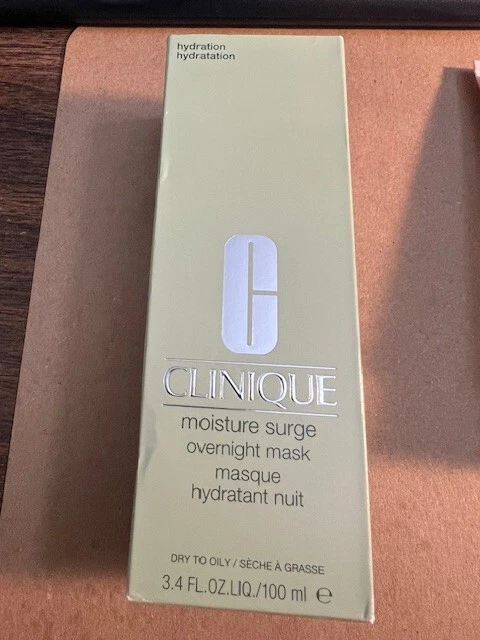 hydration
hydratation
C
CLINIQUE
moisture surge
overnight mask
masque
hydratant nuit
DRY TO OILY / SÈCHE À GRASSE
3.4 FL.OZ.LIQ./100 ml ℮